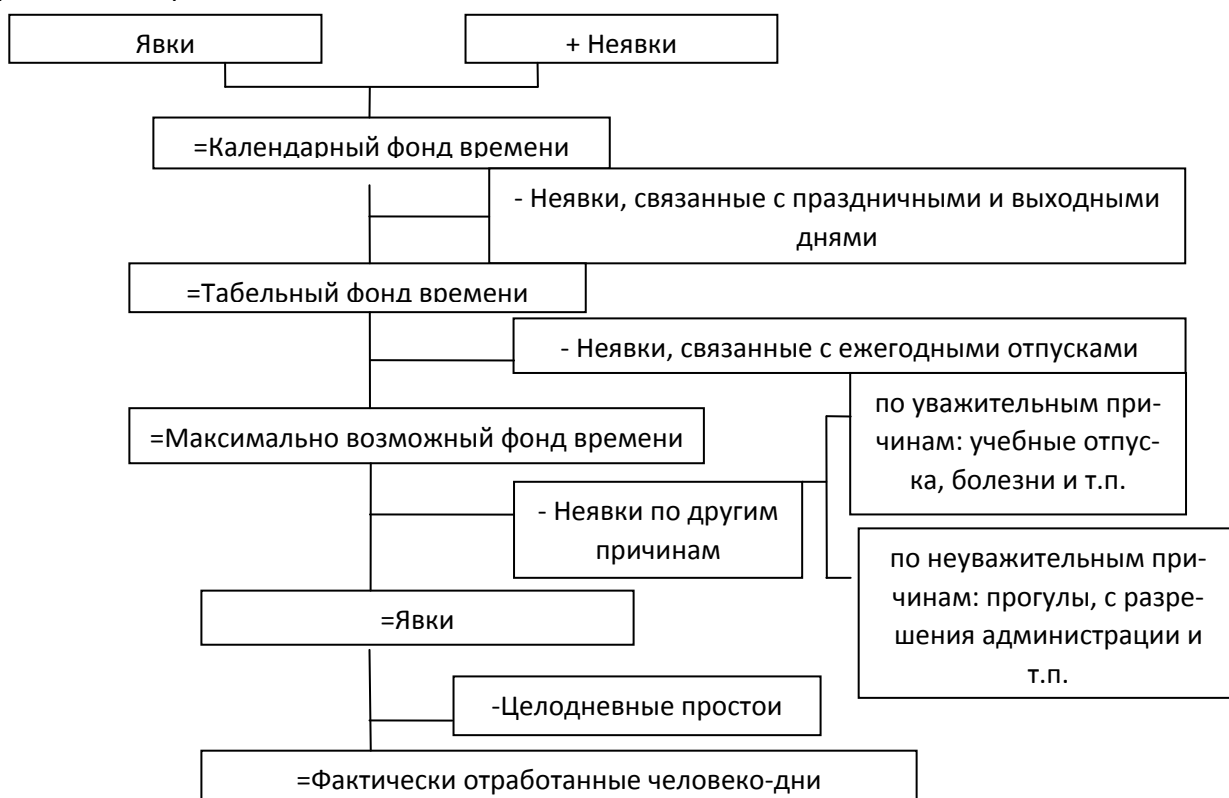 Явки
+ Неявки
=Календарный фонд времени
- Неявки, связанные с праздничными и выходными
днями
=Табельный фонд времени
- Неявки, связанные с ежегодными отпусками
=Максимально возможный фонд времени
по уважительным при-
чинам: учебные отпус-
ка, болезни и т.п.
- Неявки по другим
причинам
по неуважительным при-
чинам: прогулы, с разре-
шения администрации и
т.п.
=Явки
-Целодневные простои
=Фактически отработанные человеко-дни